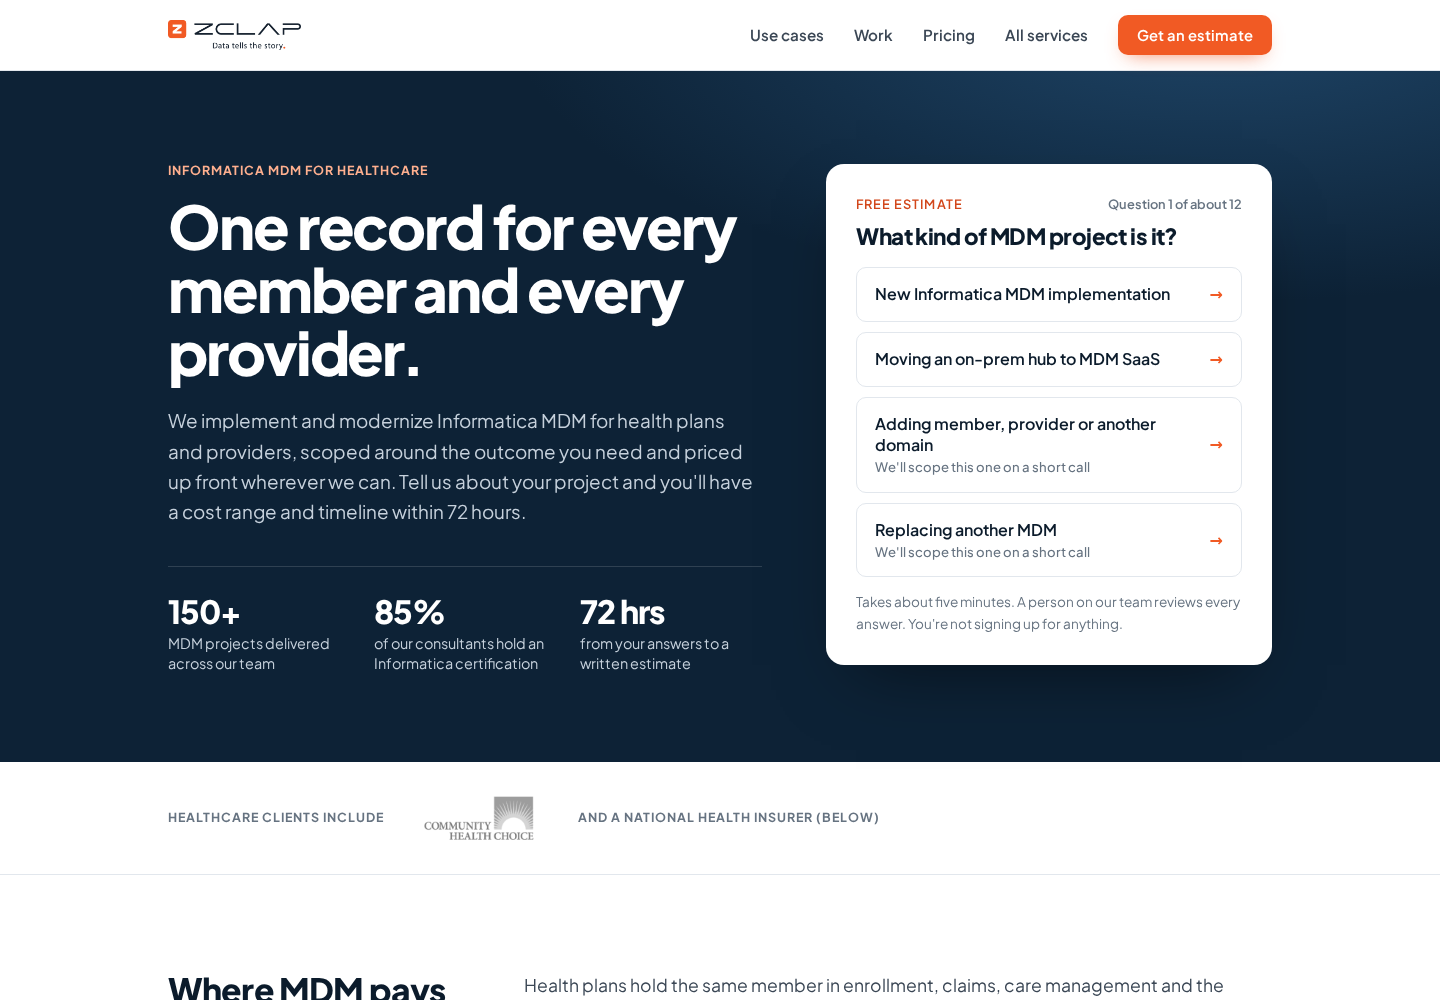 Z ZCLAP
Data tells the story.
Use cases
Work
Pricing
All services
Get an estimate
INFORMATICA MDM FOR HEALTHCARE
One record for every
member and every
provider.
We implement and modernize Informatica MDM for health plans
and providers, scoped around the outcome you need and priced
up front wherever we can. Tell us about your project and you'll have
a cost range and timeline within 72 hours.
150+
MDM projects delivered
across our team
85%
of our consultants hold an
Informatica certification
72 hrs
from your answers to a
written estimate
FREE ESTIMATE
Question 1 of about 12
What kind of MDM project is it?
New Informatica MDM implementation →
Moving an on-prem hub to MDM SaaS →
Adding member, provider or another
domain →
We'll scope this one on a short call
Replacing another MDM →
We'll scope this one on a short call
Takes about five minutes. A person on our team reviews every
answer. You're not signing up for anything.
HEALTHCARE CLIENTS INCLUDE
COMMUNITY
HEALTH CHOICE
AND A NATIONAL HEALTH INSURER (BELOW)
Where MDM pays
Health plans hold the same member in enrollment, claims, care management and the